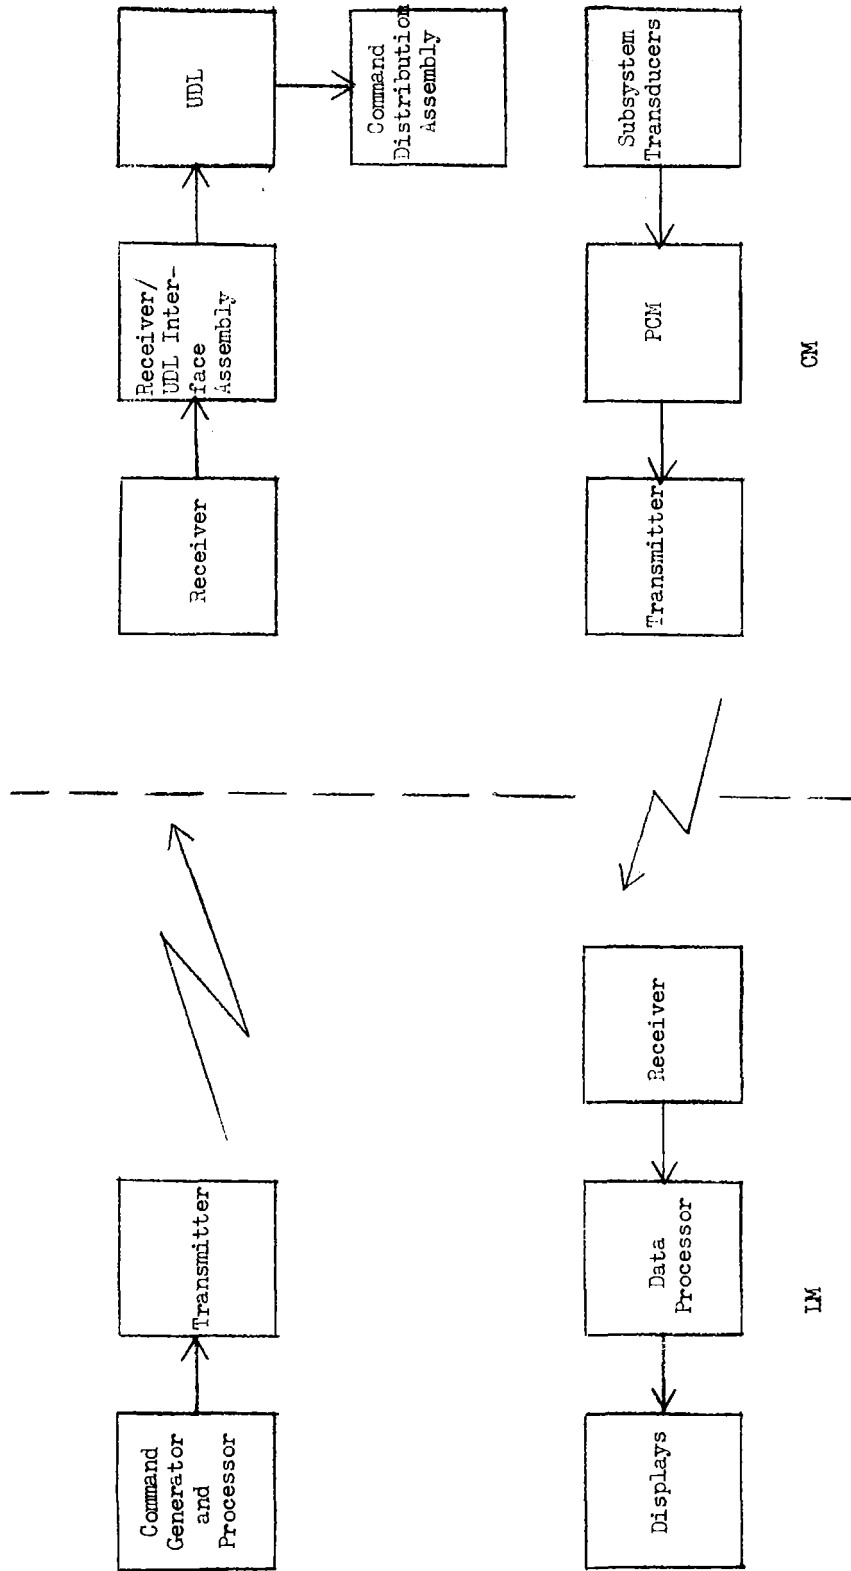 Command
Generator
and
Processor
Transmitter
Receiver
Receiver/
UDL Inter-
face
Assembly
UDL
Command
Distribution
Assembly
Displays
Data
Processor
Receiver
Transmitter
PCM
Subsystem
Transducers
LM
CM